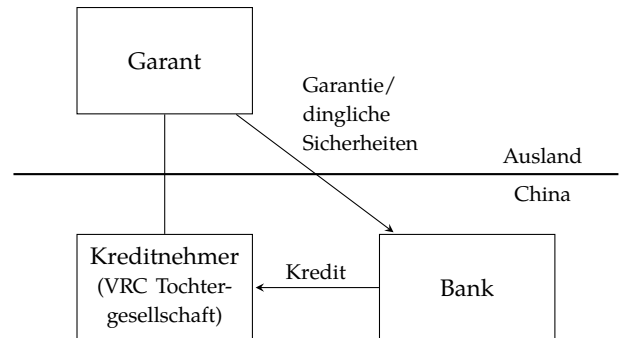 Garant
Garantie/
dingliche
Sicherheiten
Ausland
China
Kreditnehmer
(VRC Tochter-
gesellschaft)
Kredit
Bank